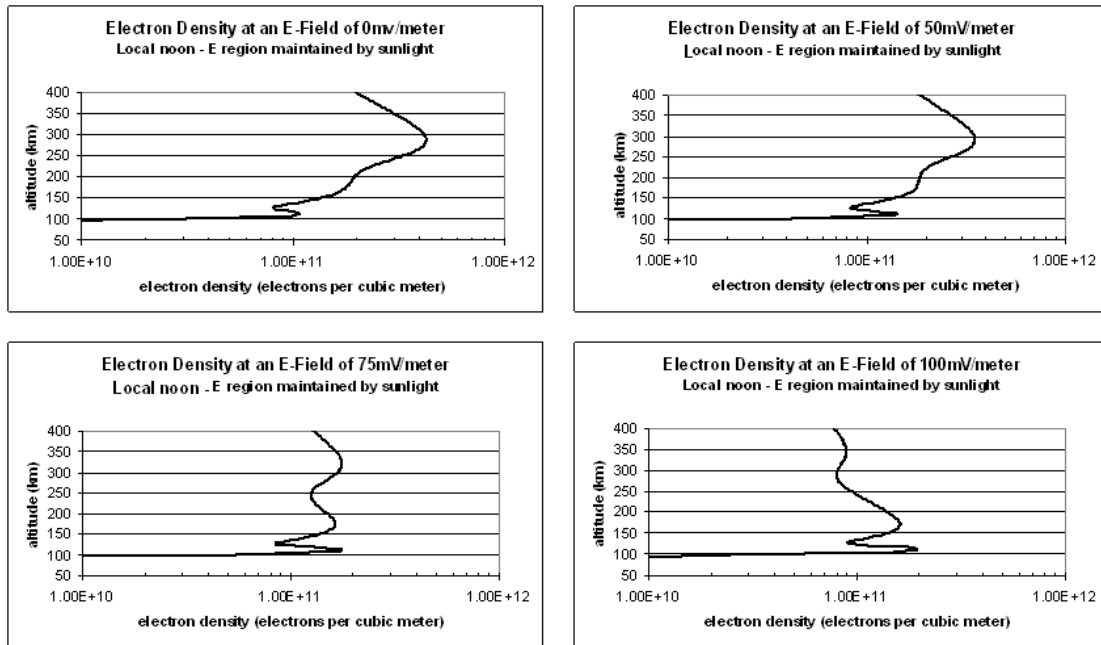 Electron Density at an E-Field of 0mv/meter
Local noon - E region maintained by sunlight
altitude (km)
400
350
300
250
200
150
100
50
1.00E+10
1.00E+11
1.00E+12
electron density (electrons per cubic meter)
Electron Density at an E-Field of 50mV/meter
Local noon - E region maintained by sunlight
altitude (km)
400
350
300
250
200
150
100
50
1.00E+10
1.00E+11
1.00E+12
electron density (electrons per cubic meter)
Electron Density at an E-Field of 75mV/meter
Local noon - E region maintained by sunlight
altitude (km)
400
350
300
250
200
150
100
50
1.00E+10
1.00E+11
1.00E+12
electron density (electrons per cubic meter)
Electron Density at an E-Field of 100mV/meter
Local noon - E region maintained by sunlight
altitude (km)
400
350
300
250
200
150
100
50
1.00E+10
1.00E+11
1.00E+12
electron density (electrons per cubic meter)